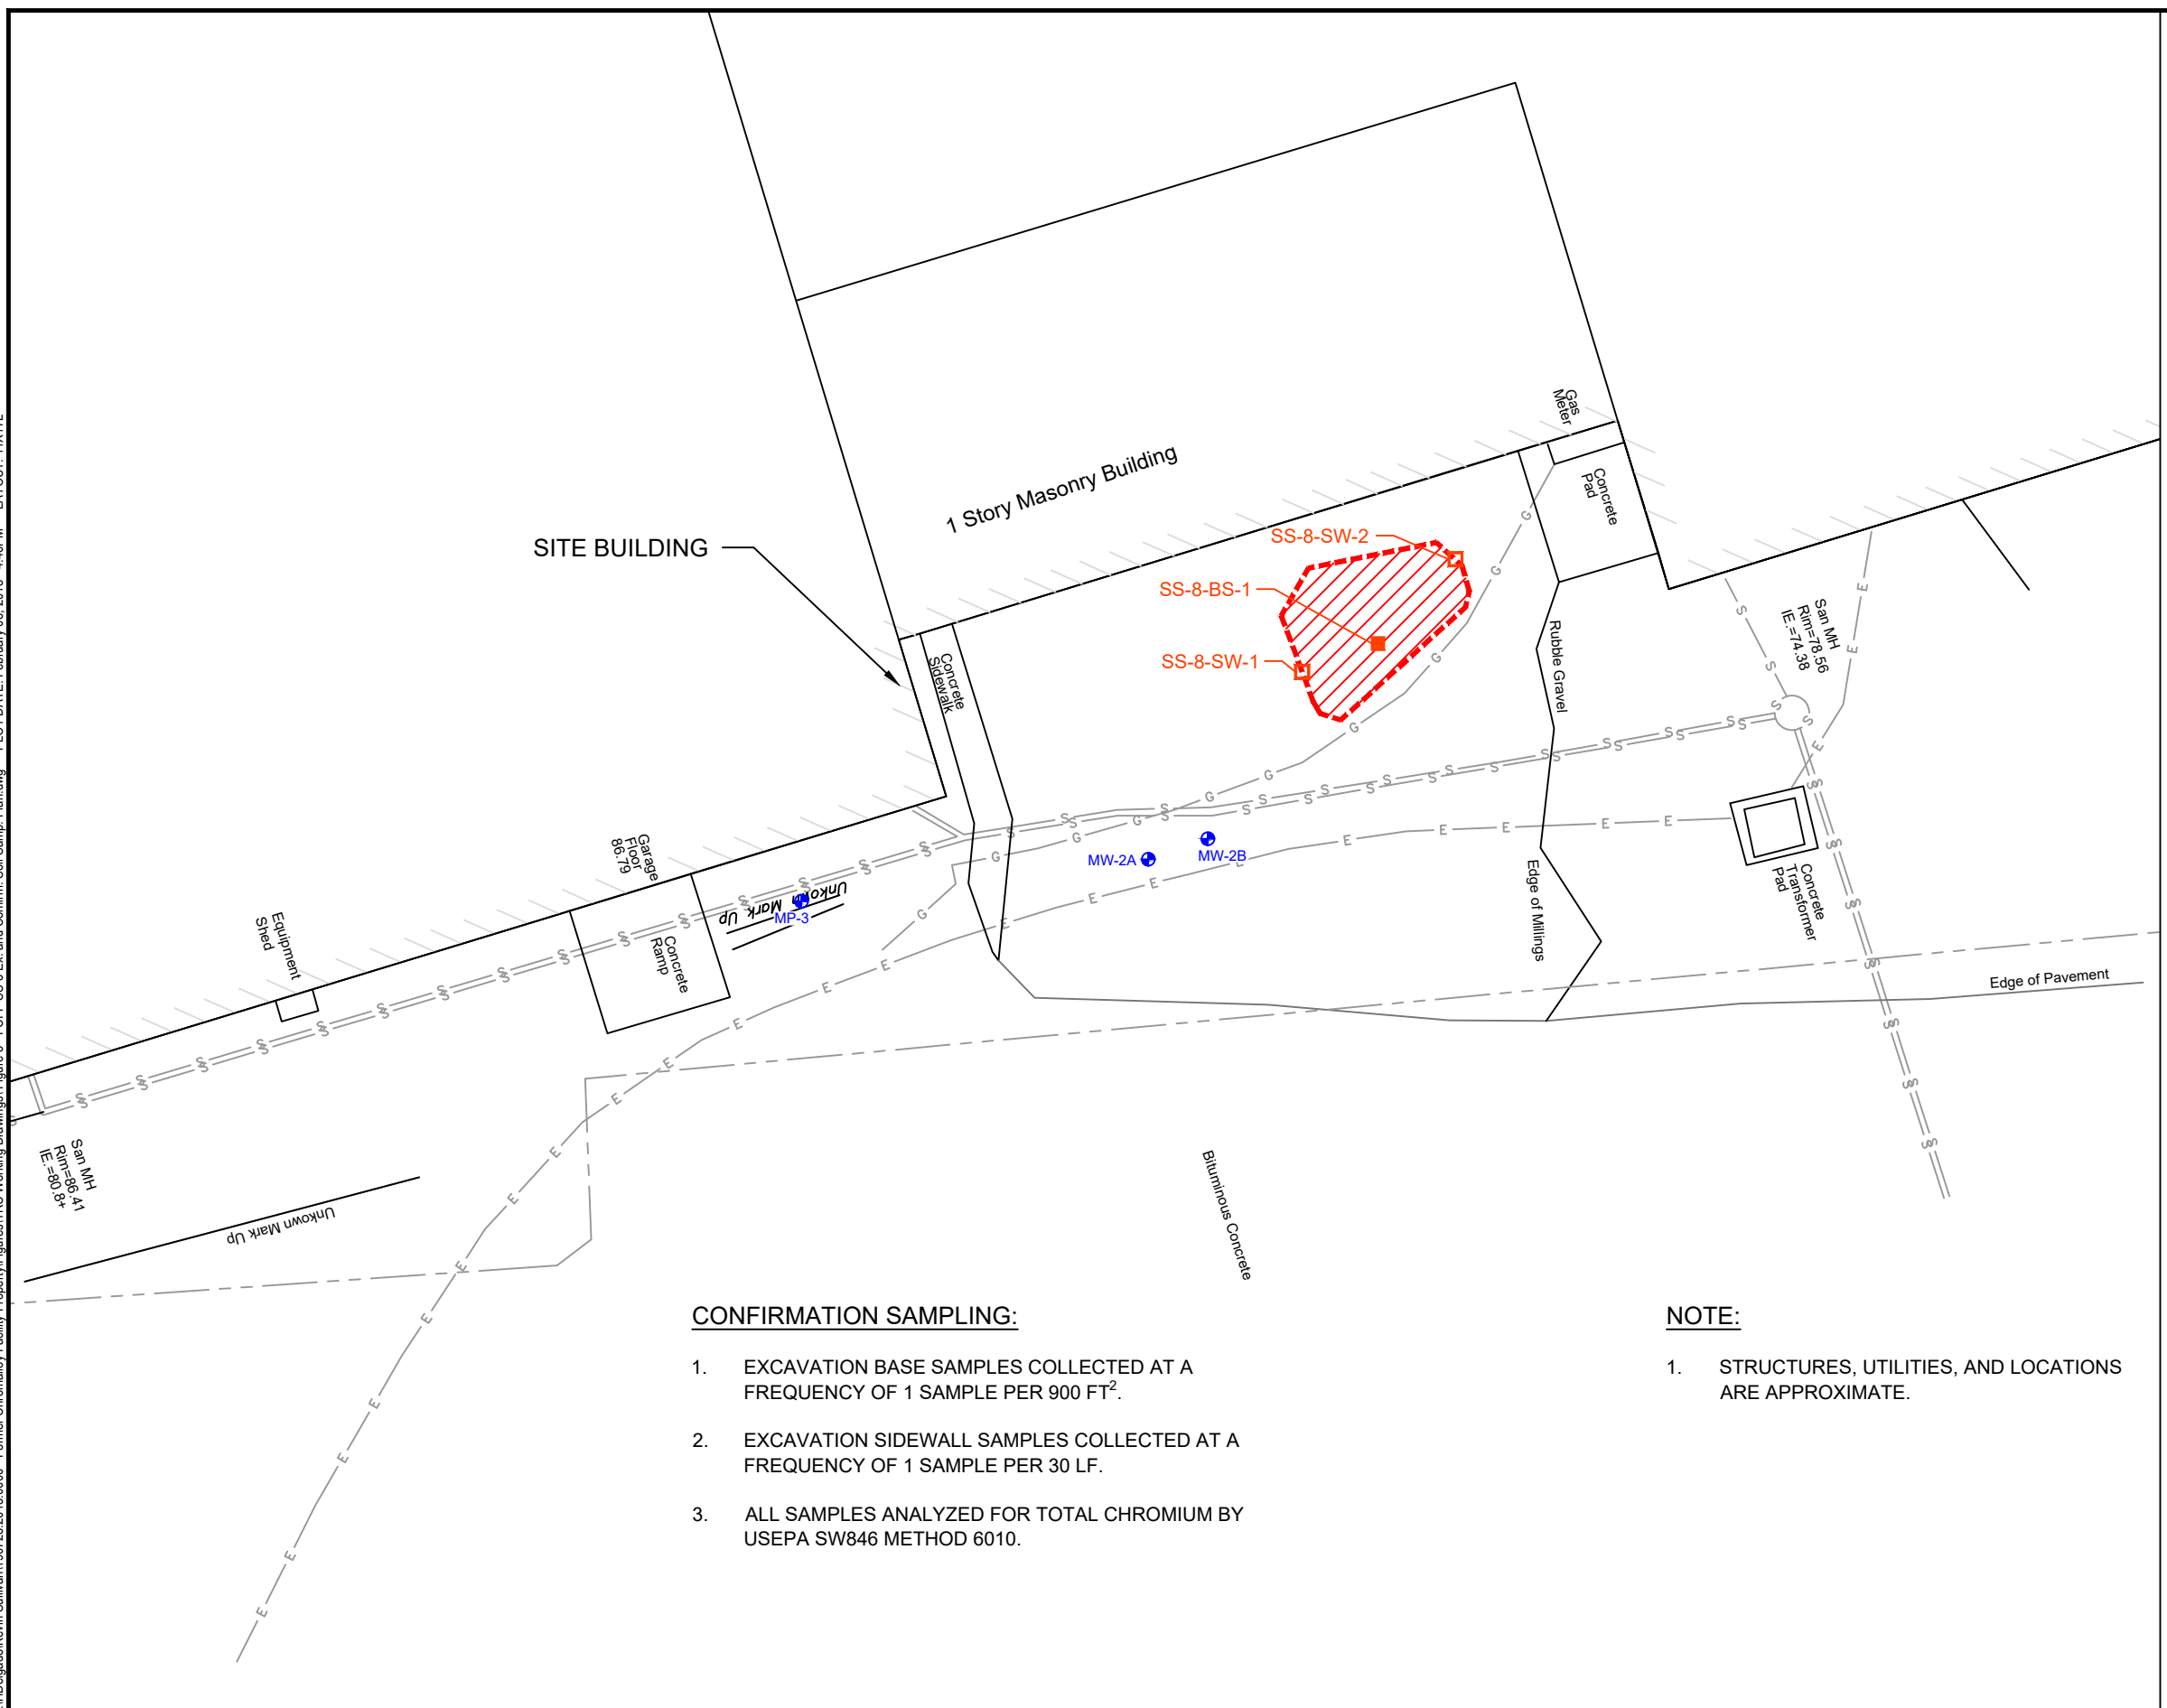 SITE BUILDING
1 Story Masonry Building
Gas
Meter
Concrete
Pad
SS-8-SW-2
SS-8-BS-1
SS-8-SW-1
Concrete
Sidewalk
Rubble Gravel
San MH
Rim=78.56
IE.=74.38
Garage
Floor
86.79
MW-2A
MW-2B
Unkown Mark Up
MP-3
Concrete
Ramp
Equipment
Shed
Edge of Millings
Concrete
Transformer
Pad
Edge of Pavement
San MH
Rim=86.41
IE.=80.8+
Unkown Mark Up
Bituminous Concrete
CONFIRMATION SAMPLING:
1. EXCAVATION BASE SAMPLES COLLECTED AT A
FREQUENCY OF 1 SAMPLE PER 900 FT².
2. EXCAVATION SIDEWALL SAMPLES COLLECTED AT A
FREQUENCY OF 1 SAMPLE PER 30 LF.
3. ALL SAMPLES ANALYZED FOR TOTAL CHROMIUM BY
USEPA SW846 METHOD 6010.
NOTE:
1. STRUCTURES, UTILITIES, AND LOCATIONS
ARE APPROXIMATE.